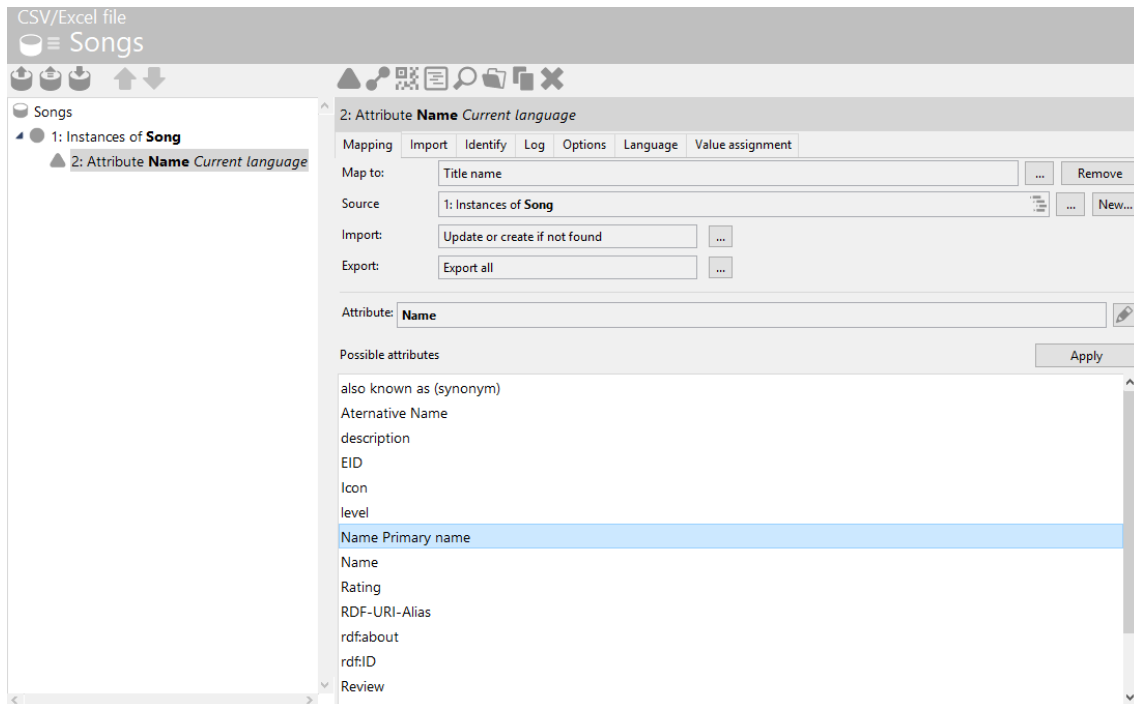 CSV/Excel file
Songs
Songs
1: Instances of Song
2: Attribute Name Current language
2: Attribute Name Current language
Mapping Import Identify Log Options Language Value assignment
Map to: Title name ... Remove
Source 1: Instances of Song ... New...
Import: Update or create if not found ...
Export: Export all ...
Attribute: Name
Possible attributes Apply
also known as (synonym)
Aternative Name
description
EID
Icon
level
Name Primary name
Name
Rating
RDF-URI-Alias
rdf:about
rdf:ID
Review